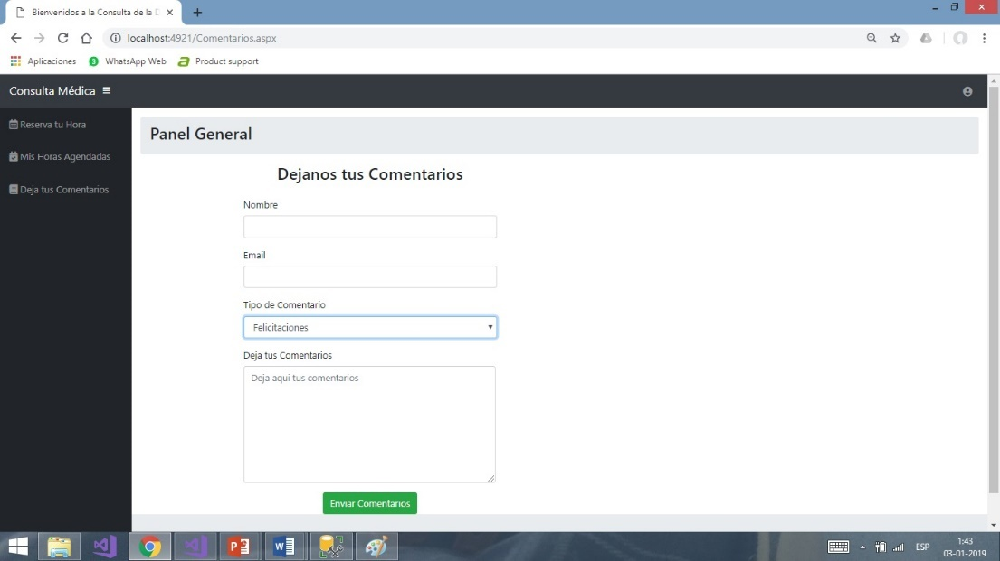 Bienvenidos a la Consulta de la D
localhost:4921/Comentarios.aspx
Aplicaciones
3 WhatsApp Web
Product support
Consulta Médica
Reserva tu Hora
Mis Horas Agendadas
Deja tus Comentarios
Panel General
Dejanos tus Comentarios
Nombre
Email
Tipo de Comentario
Felicitaciones
Deja tus Comentarios
Deja aqui tus comentarios
Enviar Comentarios
ESP
1:43
03-01-2019